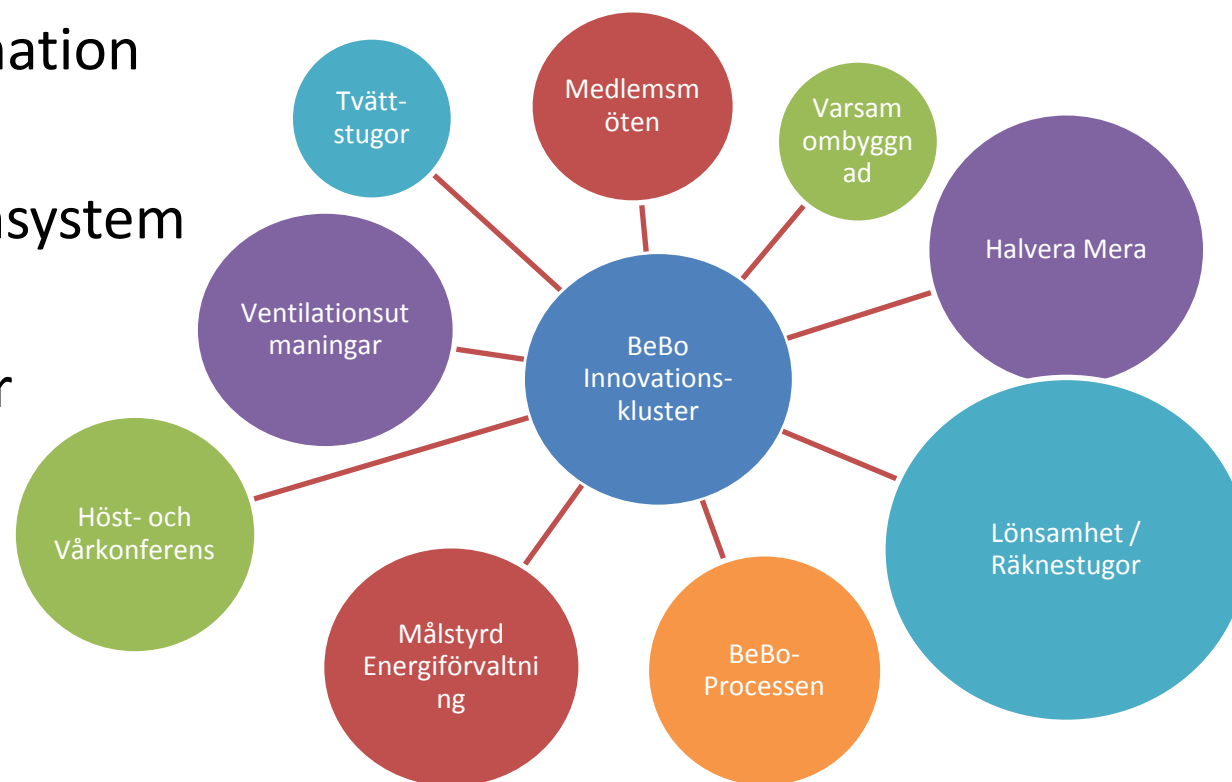 nation
nsystem
r
Tvätt-
stugor
Medlemsm
öten
Varsam
ombyggn
ad
Halvera Mera
Ventilationsut
maningar
BeBo
Innovations-
kluster
Höst- och
Vårkonferens
Lönsamhet /
Räknestugor
Målstyrd
Energiförvaltni
ng
BeBo-
Processen